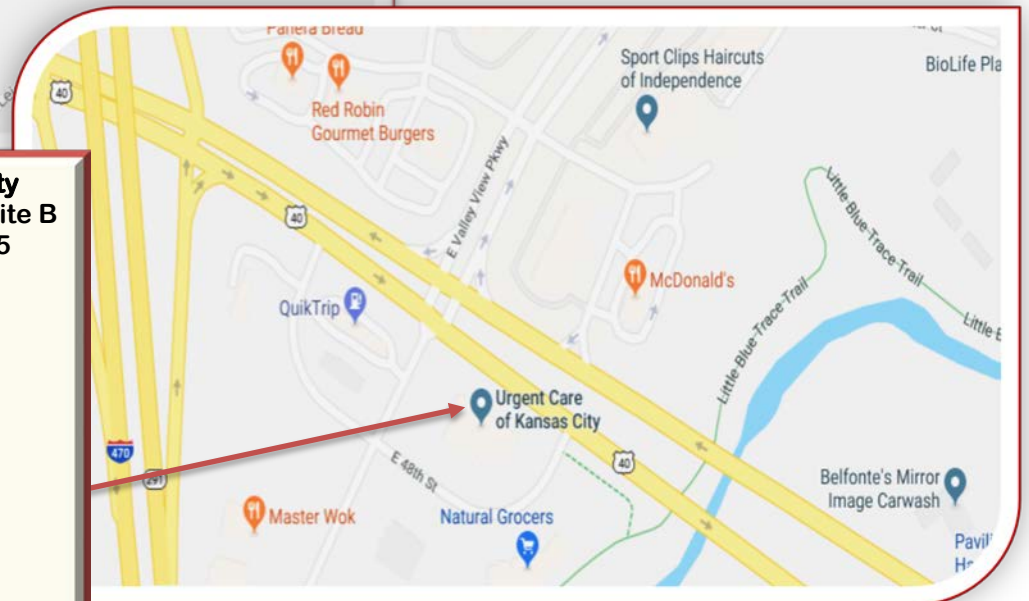 Panera Bread
40
Red Robin
Gourmet Burgers
Sport Clips Haircuts
of Independence
BioLife Pla
ty
ite B
5
40
E Valley View Pkwy
Little-Blue-Trace-Trail
QuikTrip
McDonald's
Little-Blue-Trace-Trail
Little-B
Urgent Care
of Kansas City
470
291
E 48th St
40
Belfonte's Mirror
Image Carwash
Master Wok
Natural Grocers
Pavili
Ha